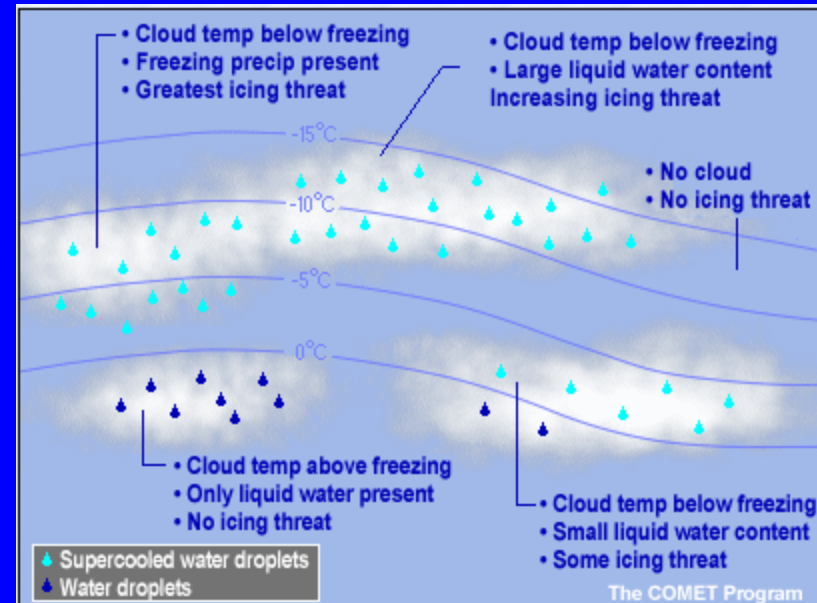 • Cloud temp below freezing
• Freezing precip present
• Greatest icing threat
• Cloud temp below freezing
• Large liquid water content
Increasing icing threat
-15°C
• No cloud
• No icing threat
-10°C
-5°C
0°C
• Cloud temp above freezing
• Only liquid water present
• No icing threat
• Cloud temp below freezing
• Small liquid water content
• Some icing threat
Supercooled water droplets
Water droplets
The COMET Program